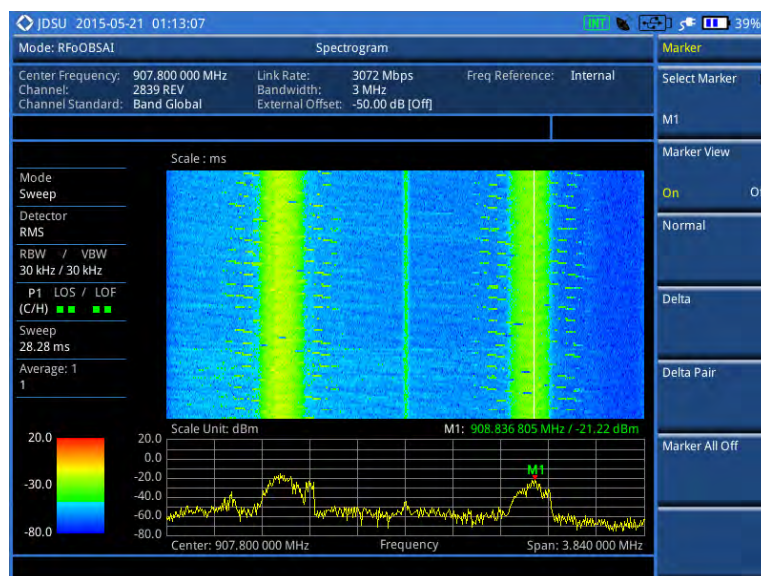 JDSU 2015-05-21 01:13:07
INT
39%
Mode: RFoOBSAI
Spectrogram
Marker
Center Frequency: 907.800 000 MHz
Link Rate: 3072 Mbps
Freq Reference: Internal
Channel: 2839 REV
Bandwidth: 3 MHz
Channel Standard: Band Global
External Offset: -50.00 dB [Off]
Select Marker
M1
Marker View
On
Normal
Delta
Delta Pair
Marker All Off
Scale : ms
Mode
Sweep
Detector
RMS
RBW / VBW
30 kHz / 30 kHz
P1 LOS / LOF
(C/H)
Sweep
28.28 ms
Average: 1
1
20.0
-30.0
-80.0
Scale Unit: dBm
M1: 908.836 805 MHz / -21.22 dBm
20.0
0.0
-20.0
-40.0
-60.0
-80.0
M1
Center: 907.800 000 MHz
Frequency
Span: 3.840 000 MHz